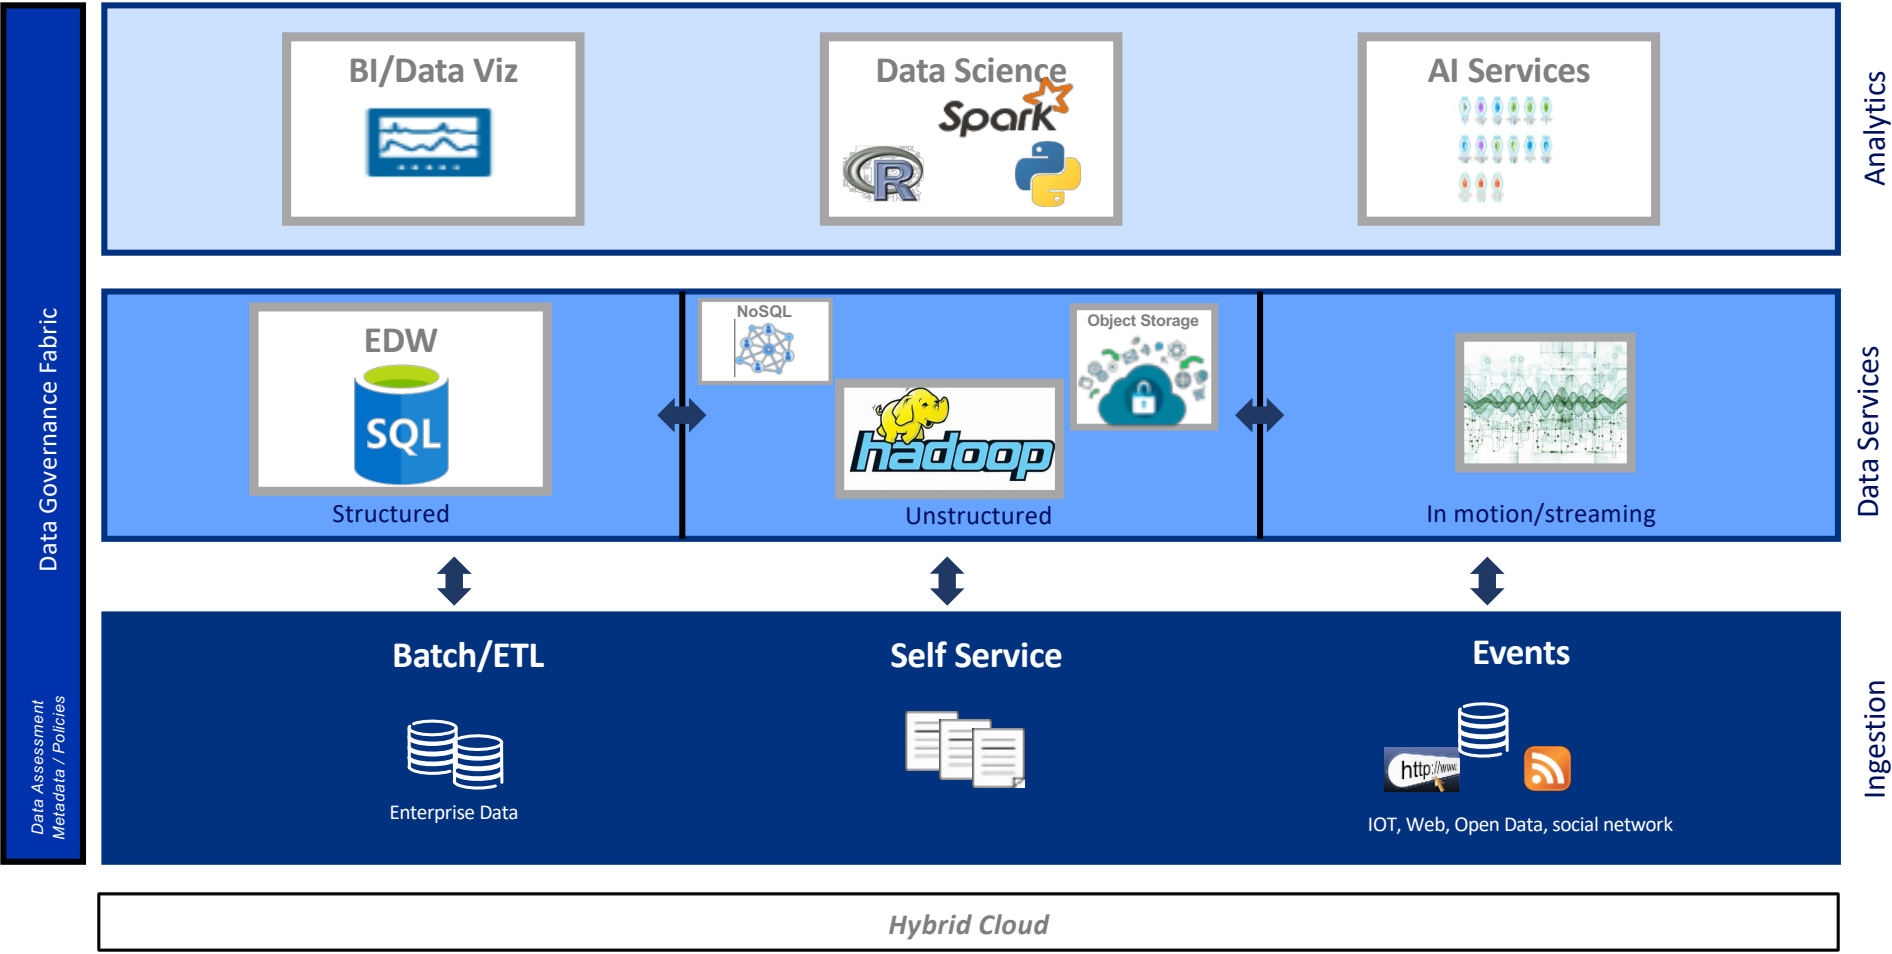 BI/Data Viz
Data Science
Spark
R
AI Services
Analytics
EDW
SQL
Structured
NoSQL
hadoop
Object Storage
Unstructured
In motion/streaming
Data Services
Data Governance Fabric
Data Assessment
Metadata / Policies
Batch/ETL
Enterprise Data
Self Service
Events
http://www.
IOT, Web, Open Data, social network
Ingestion
Hybrid Cloud